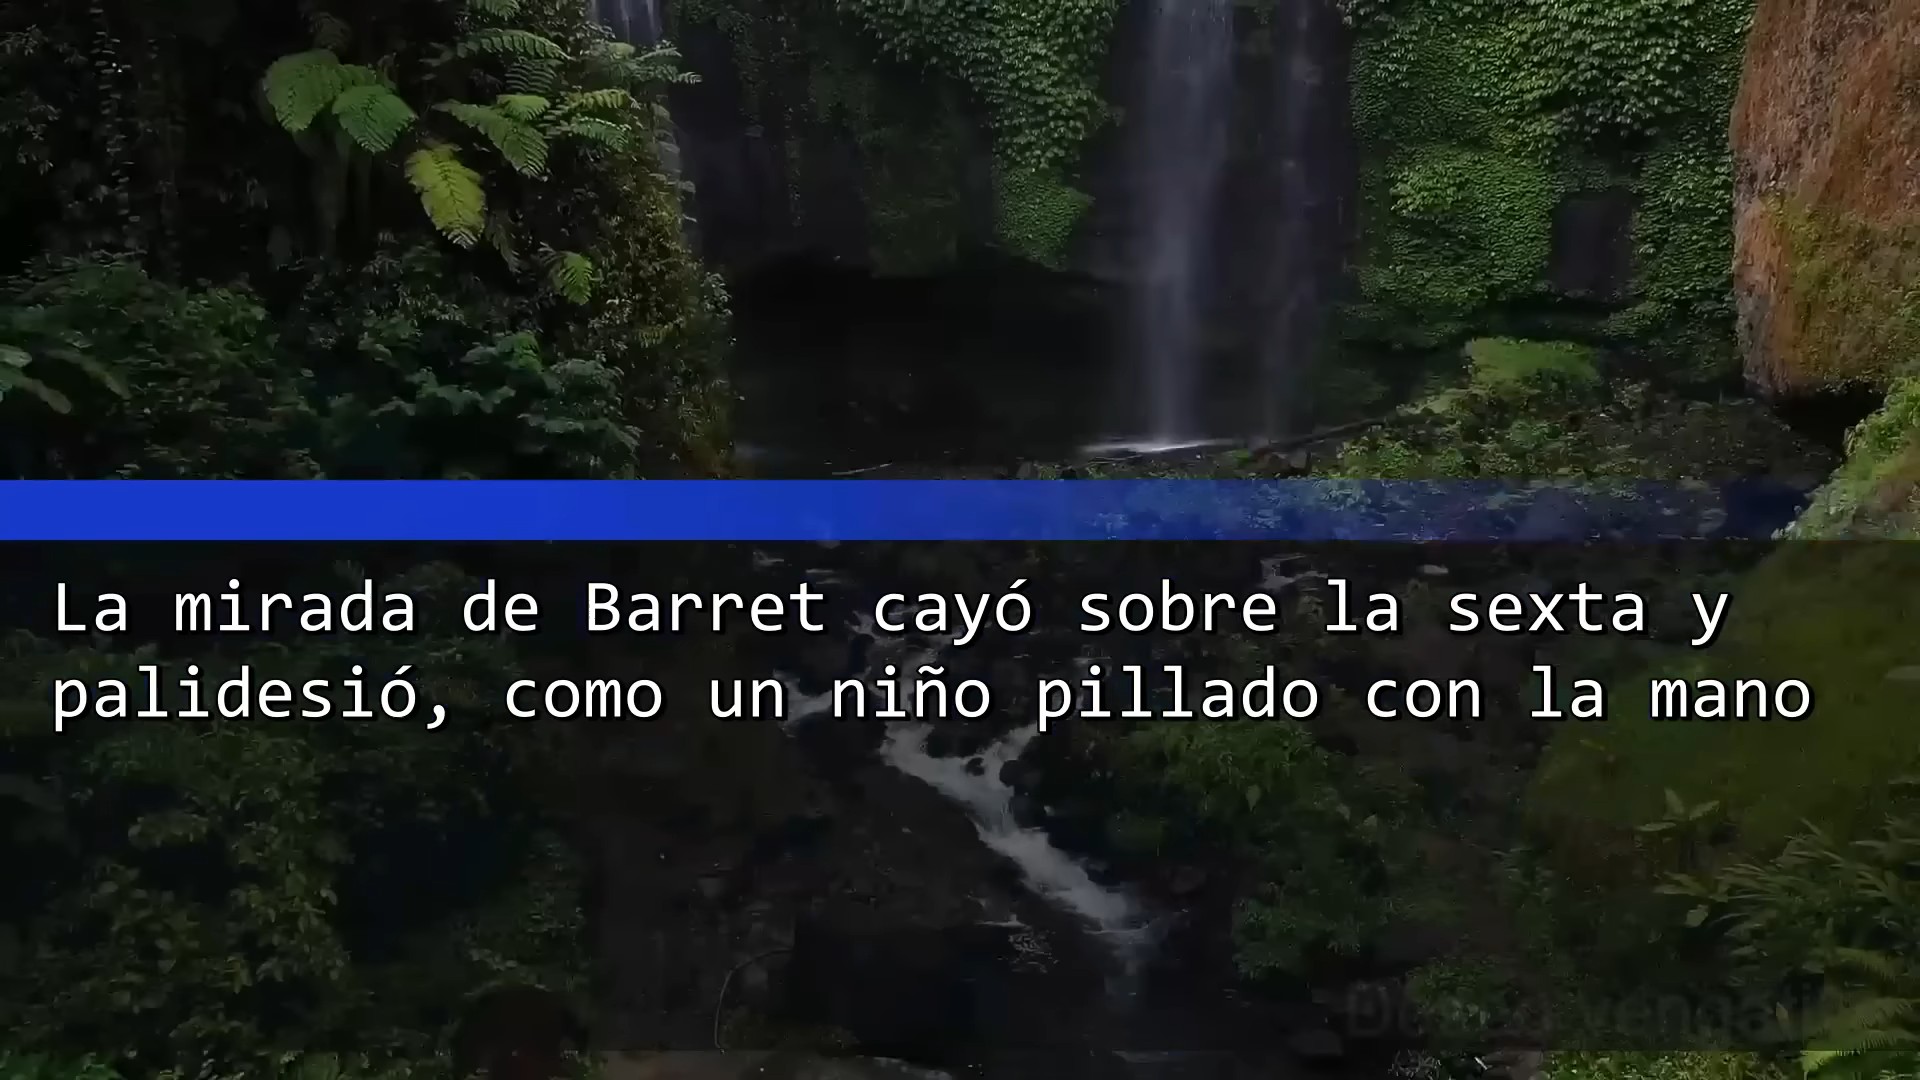 La mirada de Barret cayó sobre la sexta y
palidesió, como un niño pillado con la mano